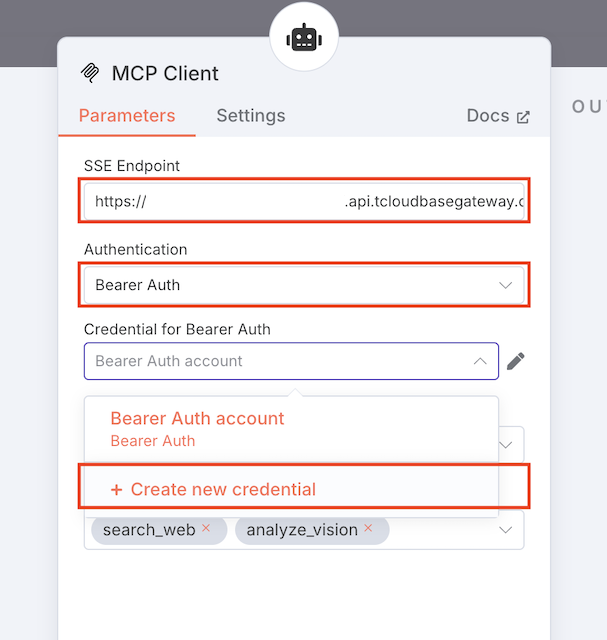 MCP Client
Parameters Settings Docs
OU
SSE Endpoint
https:// .api.tcloudbasegateway.c
Authentication
Bearer Auth
Credential for Bearer Auth
Bearer Auth account
Bearer Auth account
Bearer Auth
+ Create new credential
search_web × analyze_vision ×